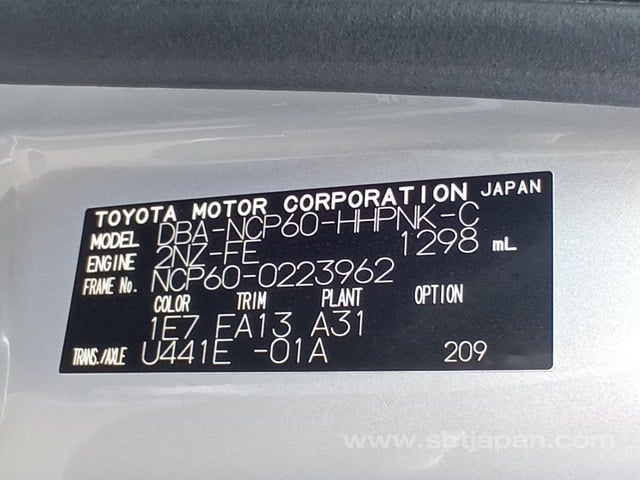 TOYOTA MOTOR CORPORATION JAPAN
MODEL DBA-NCP60-HHPNK-C
ENGINE 2NZ-FE 1298 mL
FRAME No. NCP60-0223962
COLOR TRIM PLANT OPTION
1E7 EA13 A31
TRANS./AXLE U441E -01A 209
www.sbtjapan.com